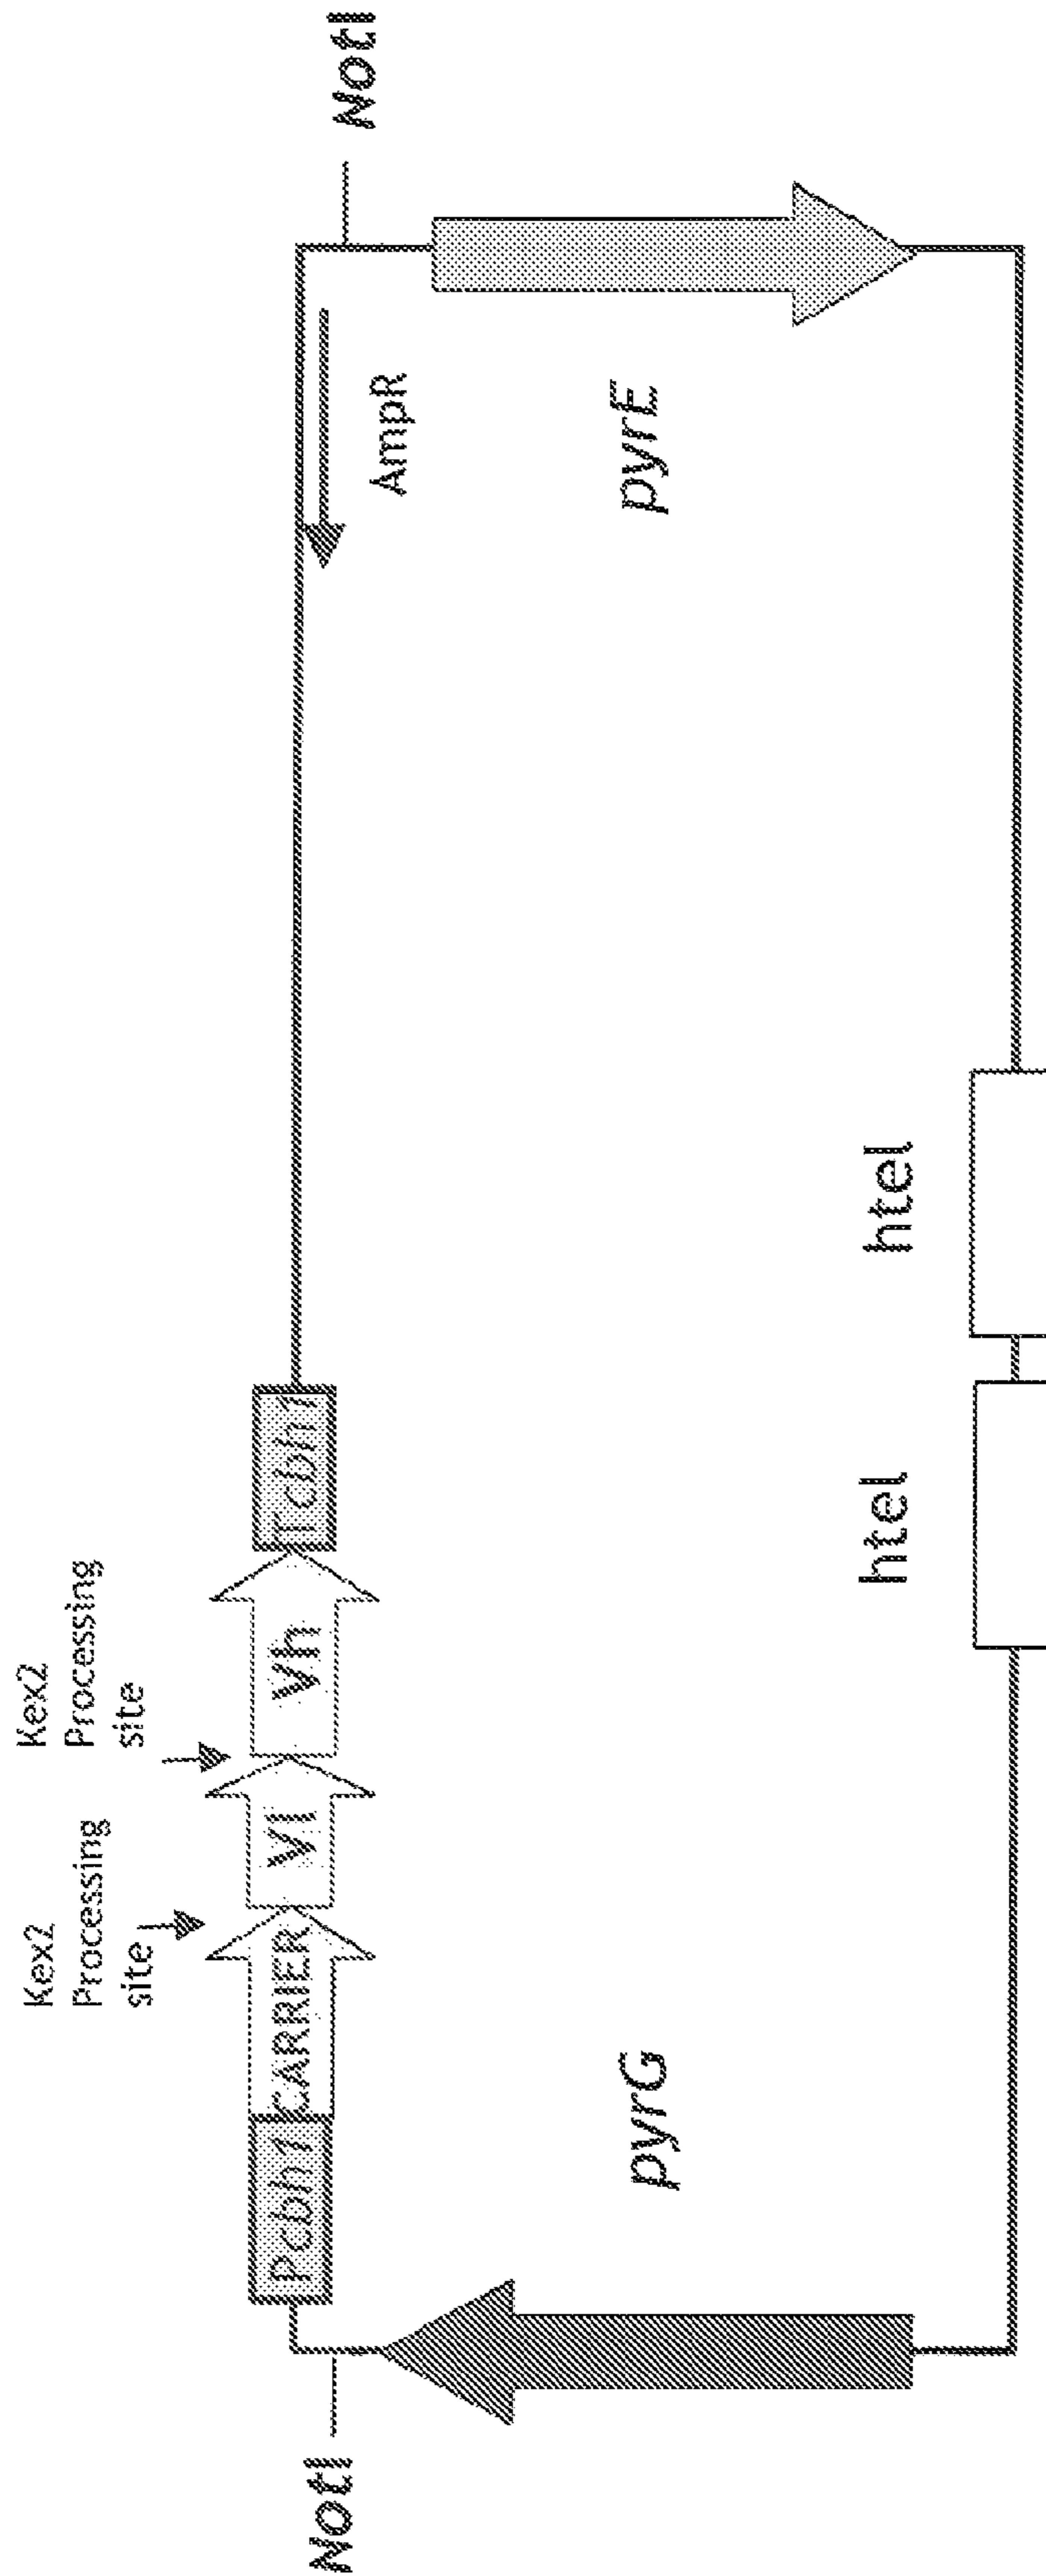 Kex2
Processing
site
Kex2
Processing
site
Pcbh1
CARRIER
Vl
Vh
Tcbh1
NotI
NotI
AmpR
pyrG
pyrE
htel
htel